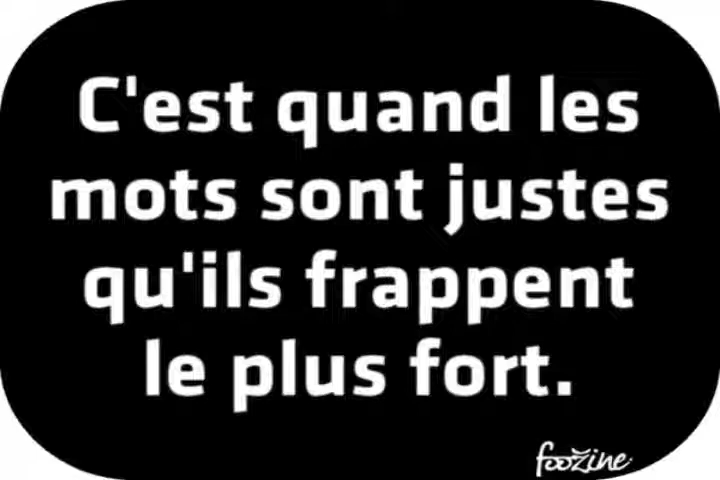 C'est quand les
mots sont justes
qu'ils frappent
le plus fort.
foozine